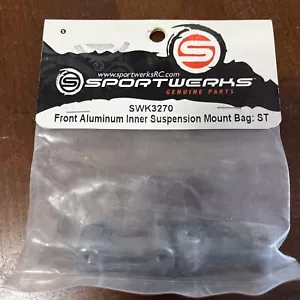 www.sportwerksRC.com
SPORTWERKS
GENUINE PARTS
SWK3270
Front Aluminum Inner Suspension Mount Bag: ST